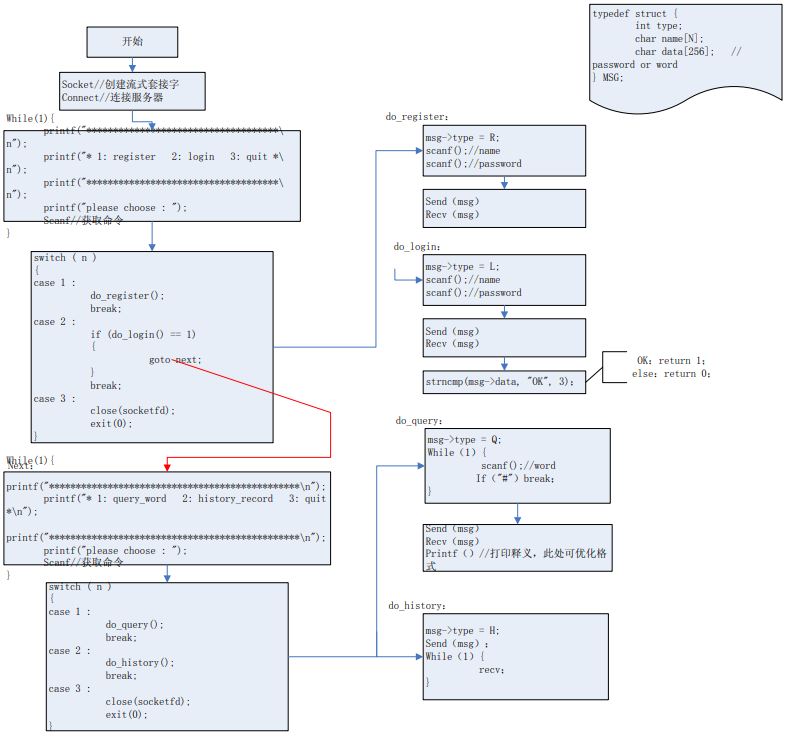 开始
Socket//创建流式套接字
Connect//连接服务器
While(1){
printf("************************************\
n");
printf("* 1: register   2: login   3: quit *\
n");
printf("************************************\
n");
printf("please choose : ");
Scanf//获取命令
}
switch ( n )
{
case 1 :
do_register();
break;
case 2 :
if (do_login() == 1)
{
goto next;
}
break;
case 3 :
close(socketfd);
exit(0);
}
While(1){
Next:
printf("***********************************************\n");
printf("* 1: query_word   2: history_record   3: quit
*\n");
printf("***********************************************\n");
printf("please choose : ");
Scanf//获取命令
}
switch ( n )
{
case 1 :
do_query();
break;
case 2 :
do_history();
break;
case 3 :
close(socketfd);
exit(0);
}
typedef struct {
int type;
char name[N];
char data[256];   //
password or word
} MSG;
do_register:
msg->type = R;
scanf();//name
scanf();//password
Send（msg）
Recv（msg）
do_login:
msg->type = L;
scanf();//name
scanf();//password
Send（msg）
Recv（msg）
strncmp(msg->data, "OK", 3);
OK: return 1;
else: return 0;
do_query:
msg->type = Q;
While（1）{
scanf();//word
If（"#"）break;
}
Send（msg）
Recv（msg）
Printf（）//打印释义，此处可优化格
式
do_history:
msg->type = H;
Send（msg）;
While（1）{
recv;
}